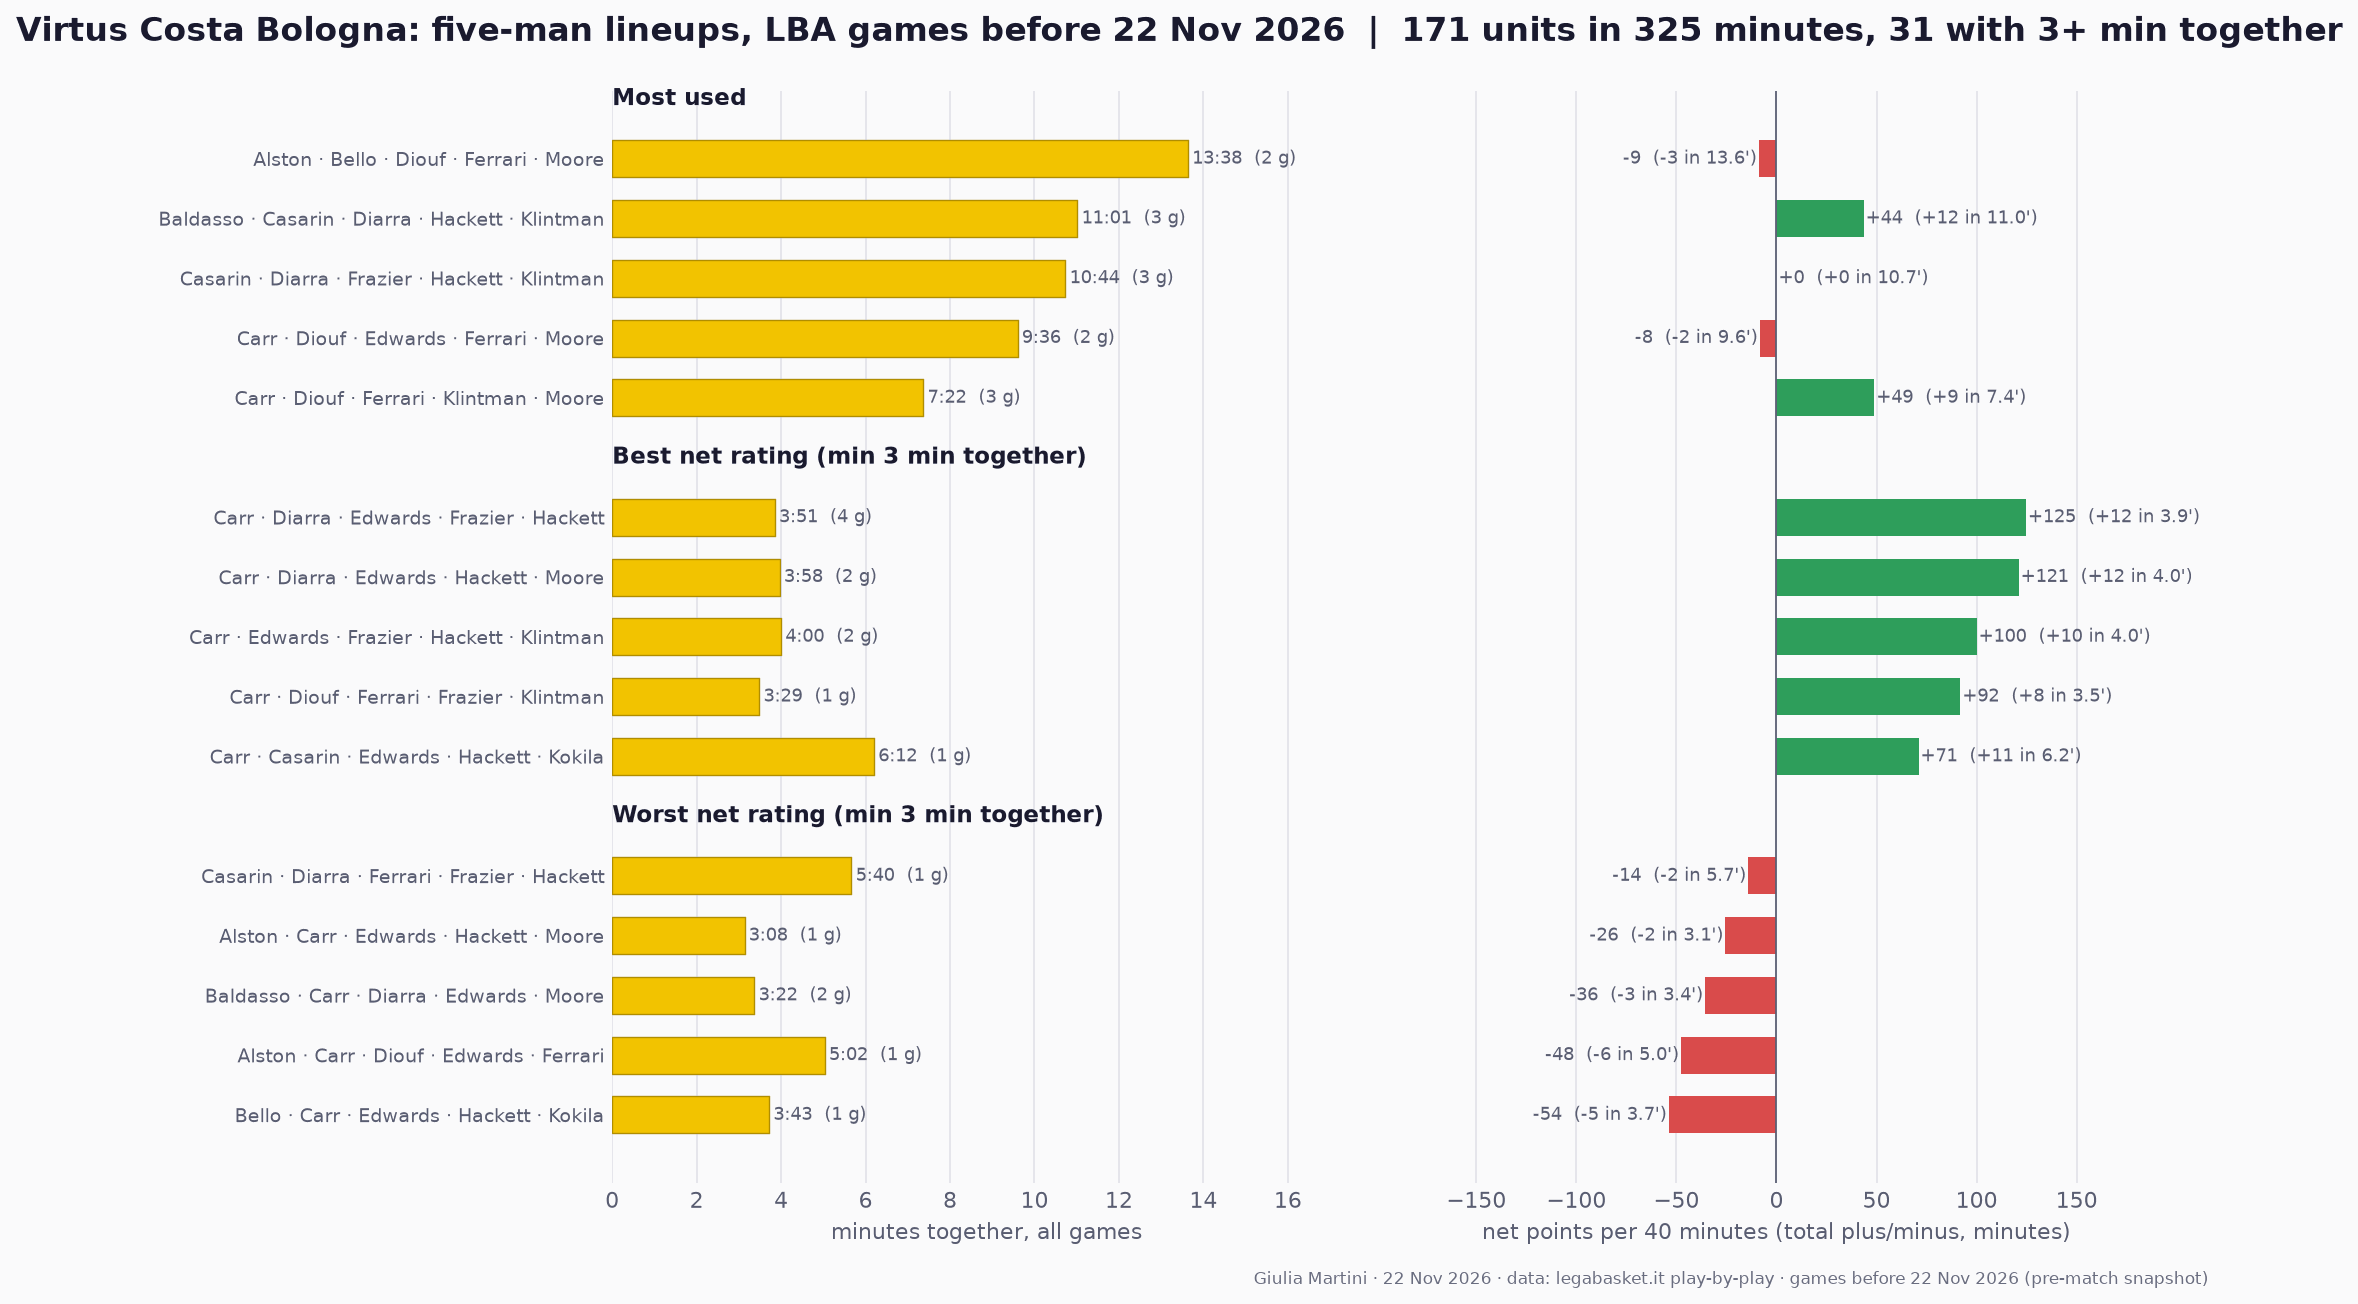 Virtus Costa Bologna: five-man lineups, LBA games before 22 Nov 2026 | 171 units in 325 minutes, 31 with 3+ min together
Most used
Alston · Bello · Diouf · Ferrari · Moore 13:38 (2 g) -9 (-3 in 13.6')
Baldasso · Casarin · Diarra · Hackett · Klintman 11:01 (3 g) +44 (+12 in 11.0')
Casarin · Diarra · Frazier · Hackett · Klintman 10:44 (3 g) +0 (+0 in 10.7')
Carr · Diouf · Edwards · Ferrari · Moore 9:36 (2 g) -8 (-2 in 9.6')
Carr · Diouf · Ferrari · Klintman · Moore 7:22 (3 g) +49 (+9 in 7.4')
Best net rating (min 3 min together)
Carr · Diarra · Edwards · Frazier · Hackett 3:51 (4 g) +125 (+12 in 3.9')
Carr · Diarra · Edwards · Hackett · Moore 3:58 (2 g) +121 (+12 in 4.0')
Carr · Edwards · Frazier · Hackett · Klintman 4:00 (2 g) +100 (+10 in 4.0')
Carr · Diouf · Ferrari · Frazier · Klintman 3:29 (1 g) +92 (+8 in 3.5')
Carr · Casarin · Edwards · Hackett · Kokila 6:12 (1 g) +71 (+11 in 6.2')
Worst net rating (min 3 min together)
Casarin · Diarra · Ferrari · Frazier · Hackett 5:40 (1 g) -14 (-2 in 5.7')
Alston · Carr · Edwards · Hackett · Moore 3:08 (1 g) -26 (-2 in 3.1')
Baldasso · Carr · Diarra · Edwards · Moore 3:22 (2 g) -36 (-3 in 3.4')
Alston · Carr · Diouf · Edwards · Ferrari 5:02 (1 g) -48 (-6 in 5.0')
Bello · Carr · Edwards · Hackett · Kokila 3:43 (1 g) -54 (-5 in 3.7')
0 2 4 6 8 10 12 14 16 −150 −100 −50 0 50 100 150
minutes together, all games net points per 40 minutes (total plus/minus, minutes)
Giulia Martini · 22 Nov 2026 · data: legabasket.it play-by-play · games before 22 Nov 2026 (pre-match snapshot)